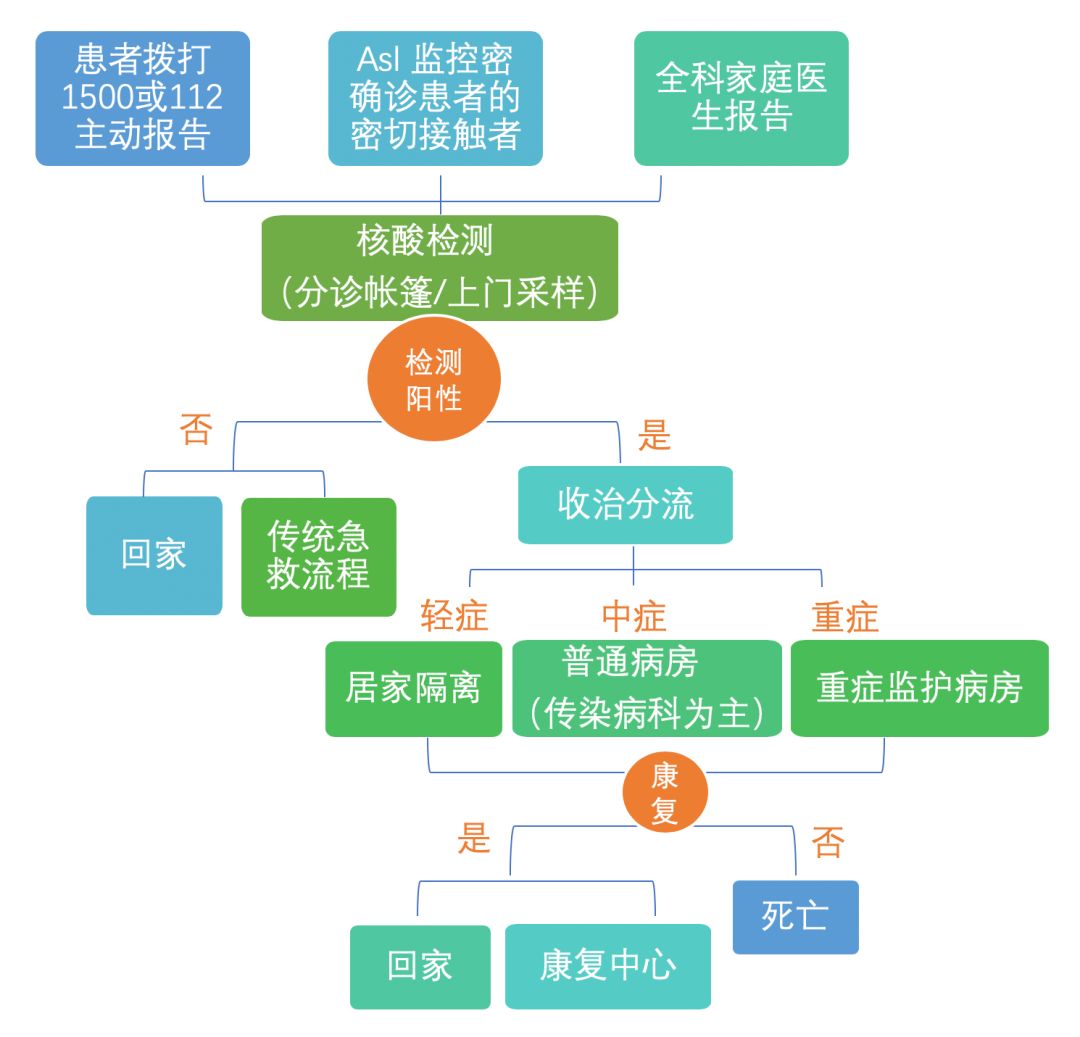 患者拨打
1500或112
主动报告
Asl 监控密
确诊患者的
密切接触者
全科家庭医
生报告
核酸检测
（分诊帐篷/上门采样）
检测
阳性
否
是
回家
传统急
救流程
收治分流
轻症
中症
重症
居家隔离
普通病房
（传染病科为主）
重症监护病房
康
复
是
否
回家
康复中心
死亡